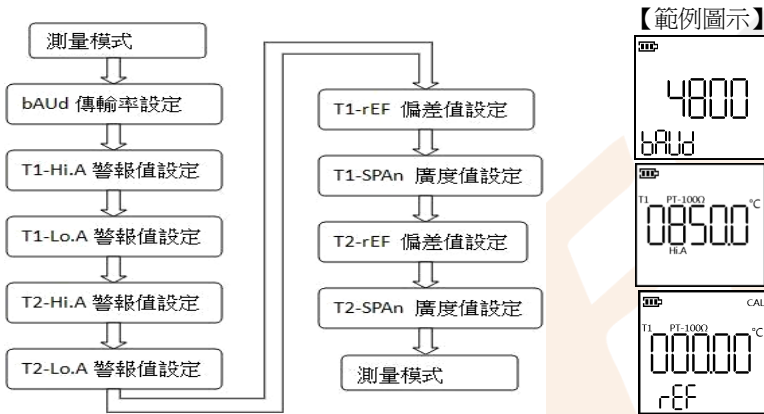 測量模式
bAUd 傳輸率設定
T1-Hi.A 警報值設定
T1-Lo.A 警報值設定
T2-Hi.A 警報值設定
T2-Lo.A 警報值設定
T1-rEF 偏差值設定
T1-SPAn 廣度值設定
T2-rEF 偏差值設定
T2-SPAn 廣度值設定
測量模式
【範例圖示】
4800
bAUd
T1 PT-100Ω °C
0850.0
Hi.A
CAL
T1 PT-100Ω °C
000.00
rEF